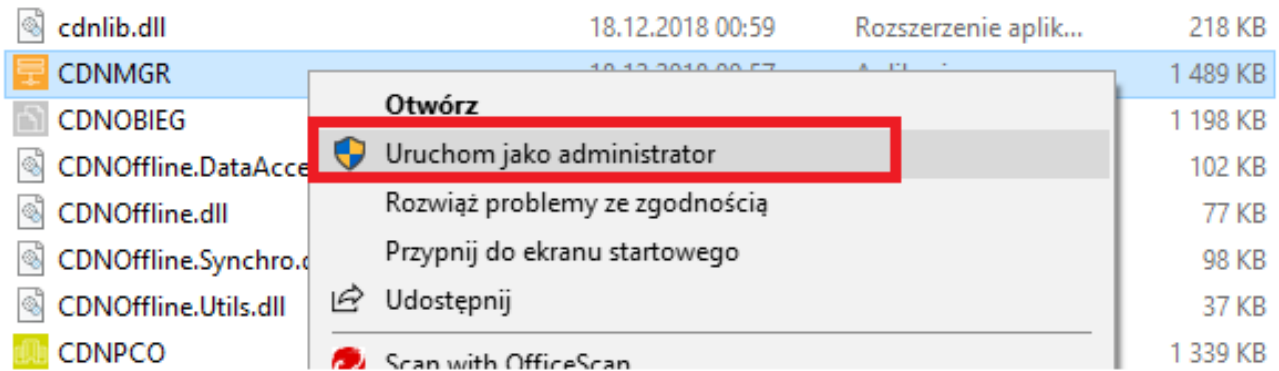 cdnlib.dll 18.12.2018 00:59 Rozszerzenie aplik... 218 KB
CDNMGR 1 489 KB
Otwórz
CDNOBIEG 1 198 KB
Uruchom jako administrator
CDNOffline.DataAcce 102 KB
Rozwiąż problemy ze zgodnością
CDNOffline.dll 77 KB
Przypnij do ekranu startowego
CDNOffline.Synchro. 98 KB
Udostępnij
CDNOffline.Utils.dll 37 KB
CDNPCO 1 339 KB
Scan with OfficeScan